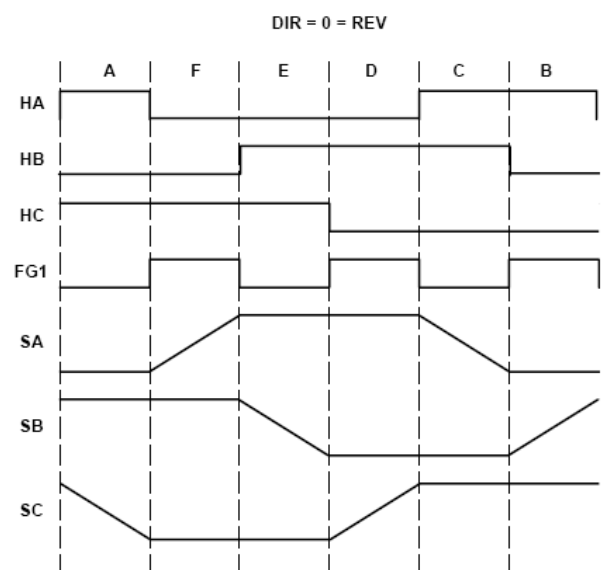 DIR = 0 = REV
A F E D C B
HA
HB
HC
FG1
SA
SB
SC